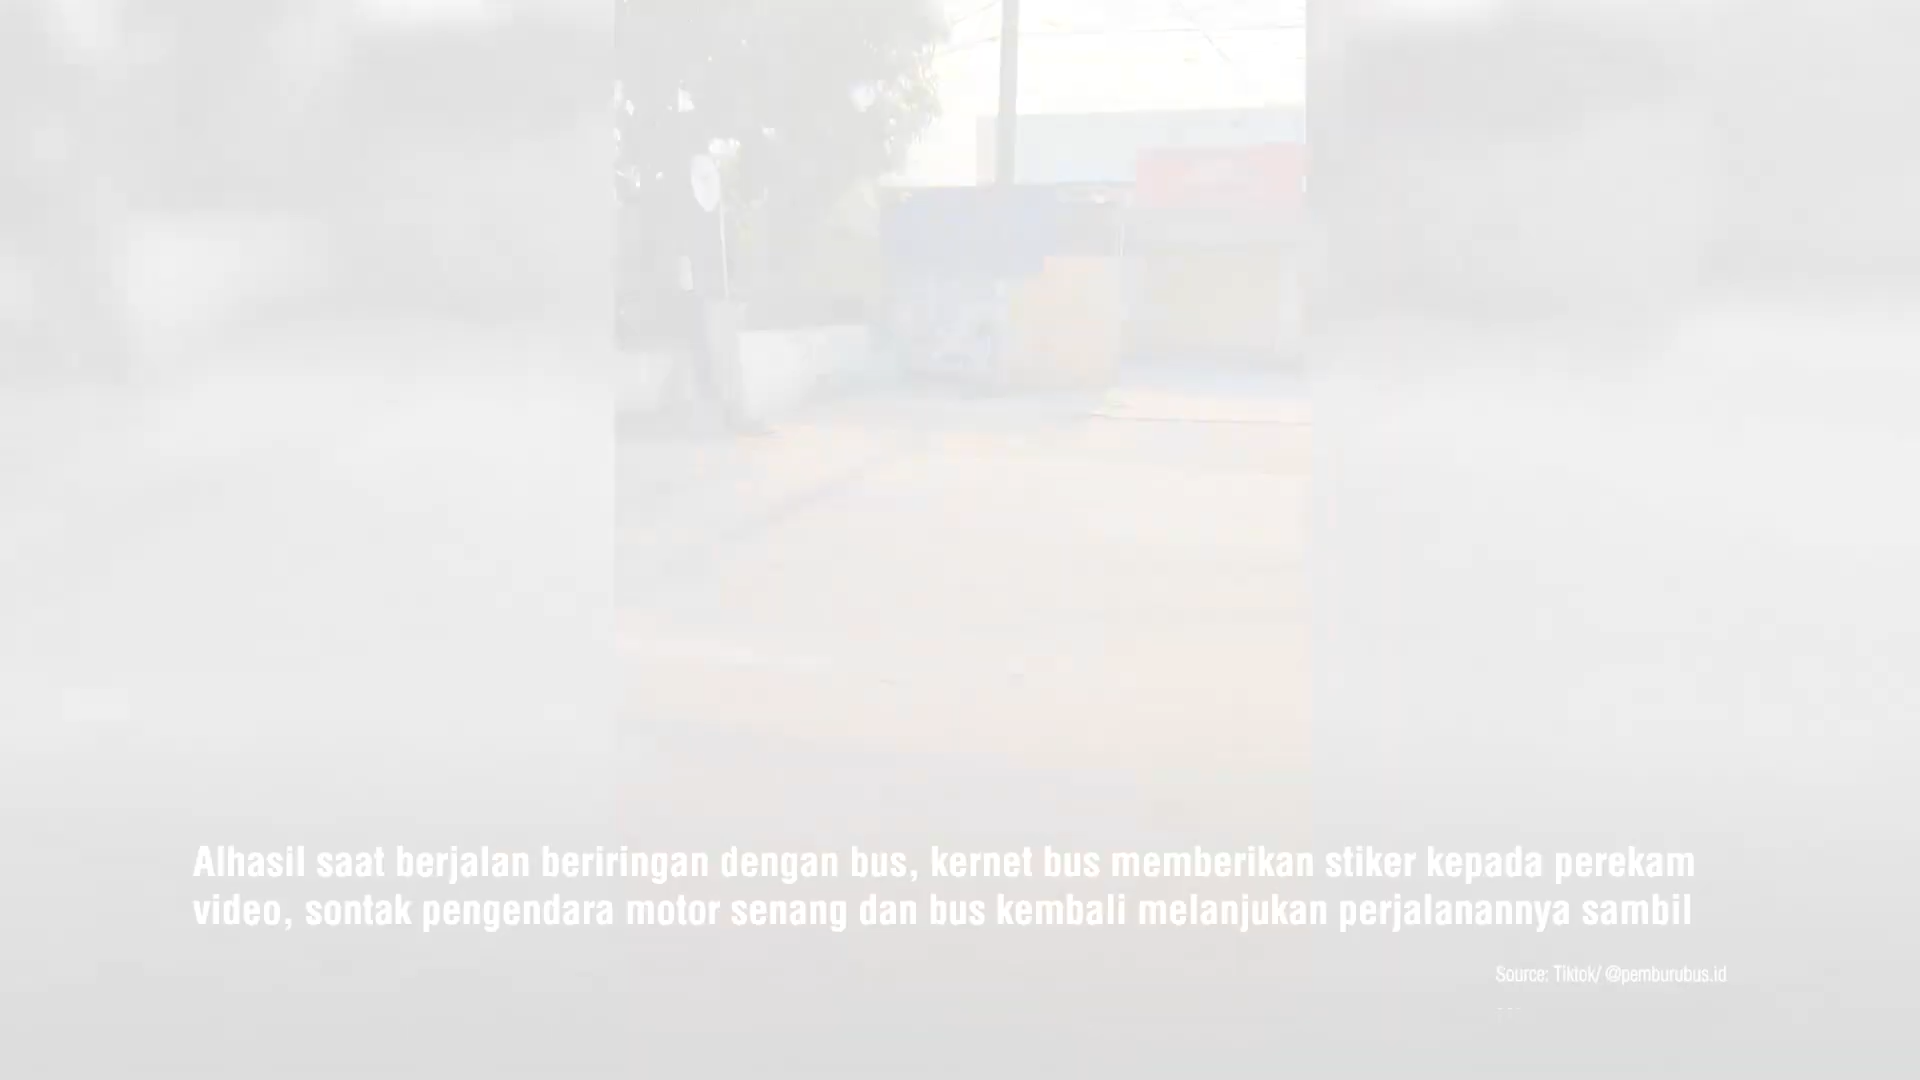 Alhasil saat berjalan beriringan dengan bus, kernet bus memberikan stiker kepada perekam
video, sontak pengendara motor senang dan bus kembali melanjukan perjalanannya sambil
Source: Tiktok/ @pemburubus.id